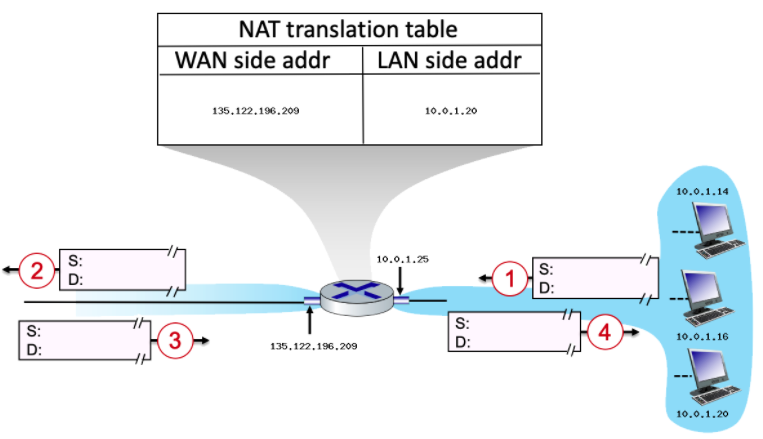 NAT translation table
WAN side addr LAN side addr
135.122.196.209 10.0.1.20
10.0.1.14
2
S:
D:
10.0.1.25
1
S:
D:
S:
D:
3
135.122.196.209
S:
D:
4
10.0.1.16
10.0.1.20